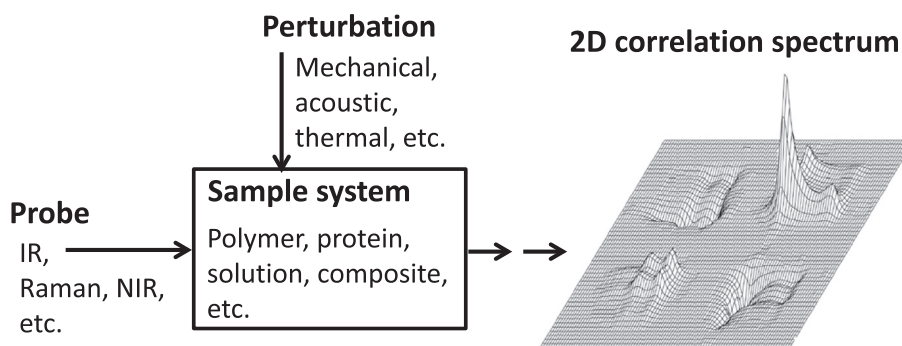 Perturbation
Mechanical,
acoustic,
thermal, etc.
2D correlation spectrum
Probe
IR,
Raman, NIR,
etc.
Sample system
Polymer, protein,
solution, composite,
etc.